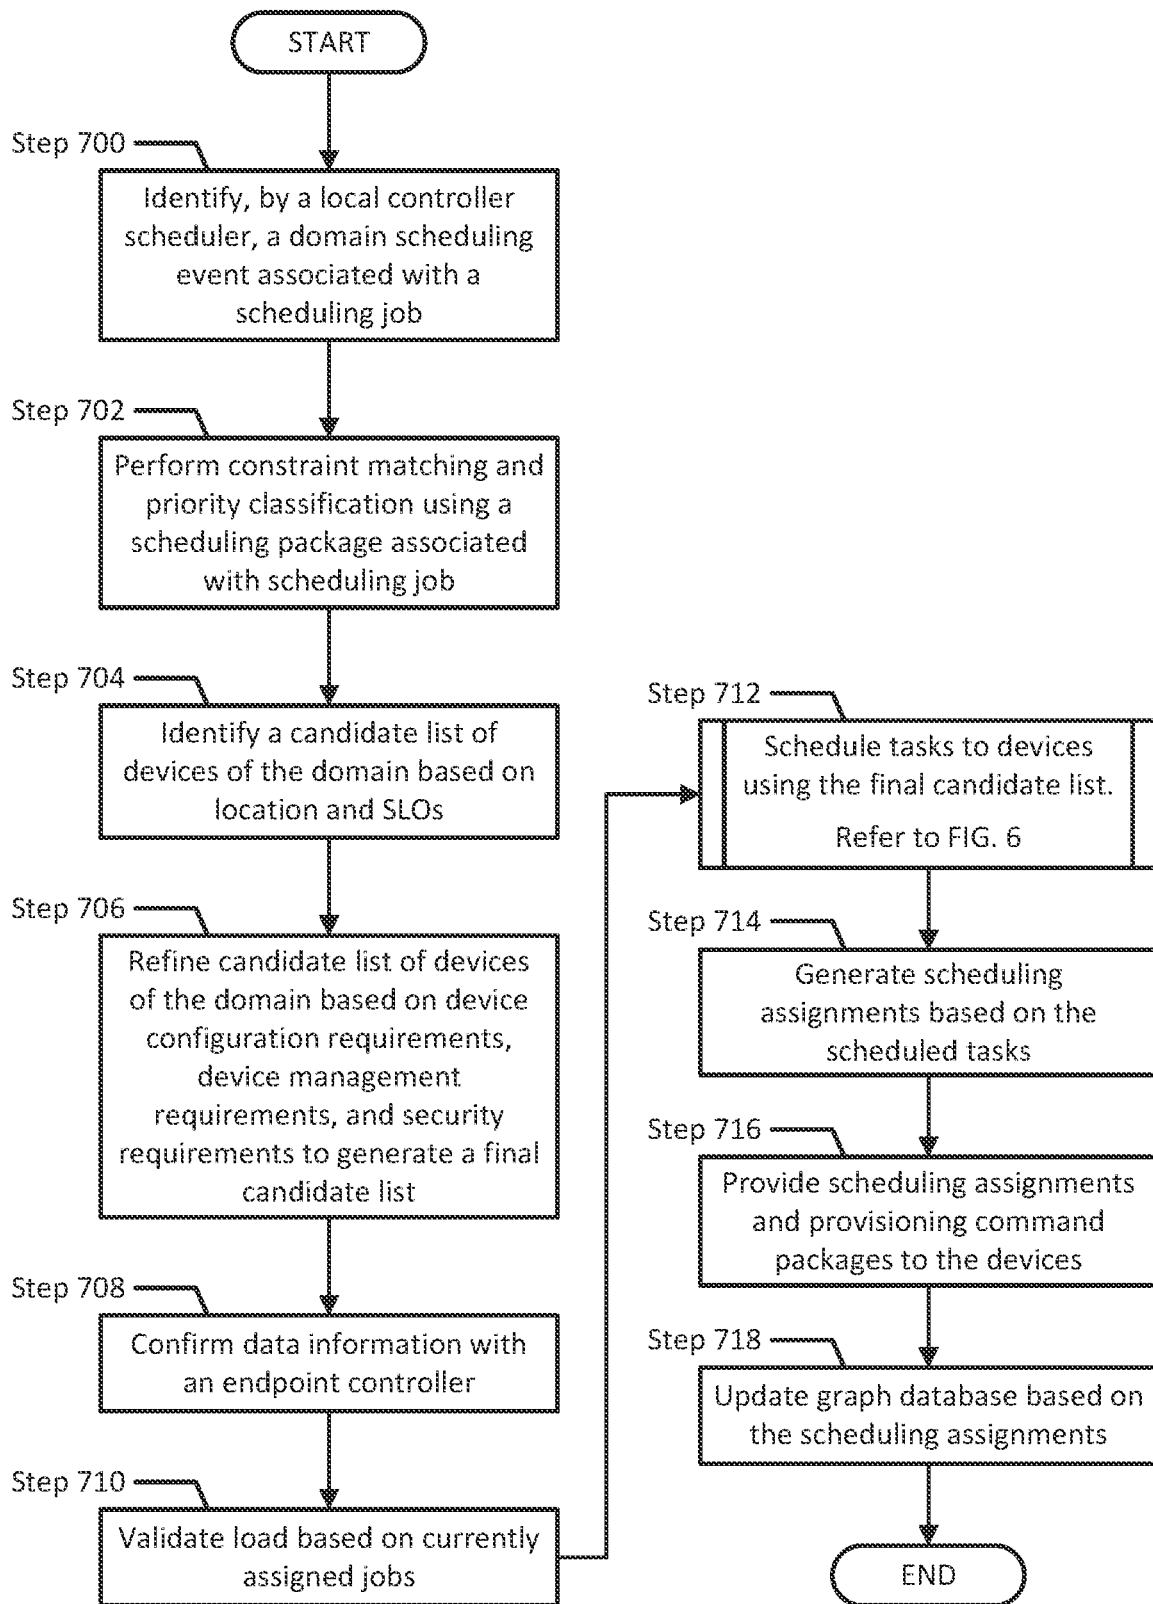 START
Step 700
Identify, by a local controller
scheduler, a domain scheduling
event associated with a
scheduling job
Step 702
Perform constraint matching and
priority classification using a
scheduling package associated
with scheduling job
Step 704
Identify a candidate list of
devices of the domain based on
location and SLOs
Step 706
Refine candidate list of devices
of the domain based on device
configuration requirements,
device management
requirements, and security
requirements to generate a final
candidate list
Step 708
Confirm data information with
an endpoint controller
Step 710
Validate load based on currently
assigned jobs
Step 712
Schedule tasks to devices
using the final candidate list.
Refer to FIG. 6
Step 714
Generate scheduling
assignments based on the
scheduled tasks
Step 716
Provide scheduling assignments
and provisioning command
packages to the devices
Step 718
Update graph database based on
the scheduling assignments
END